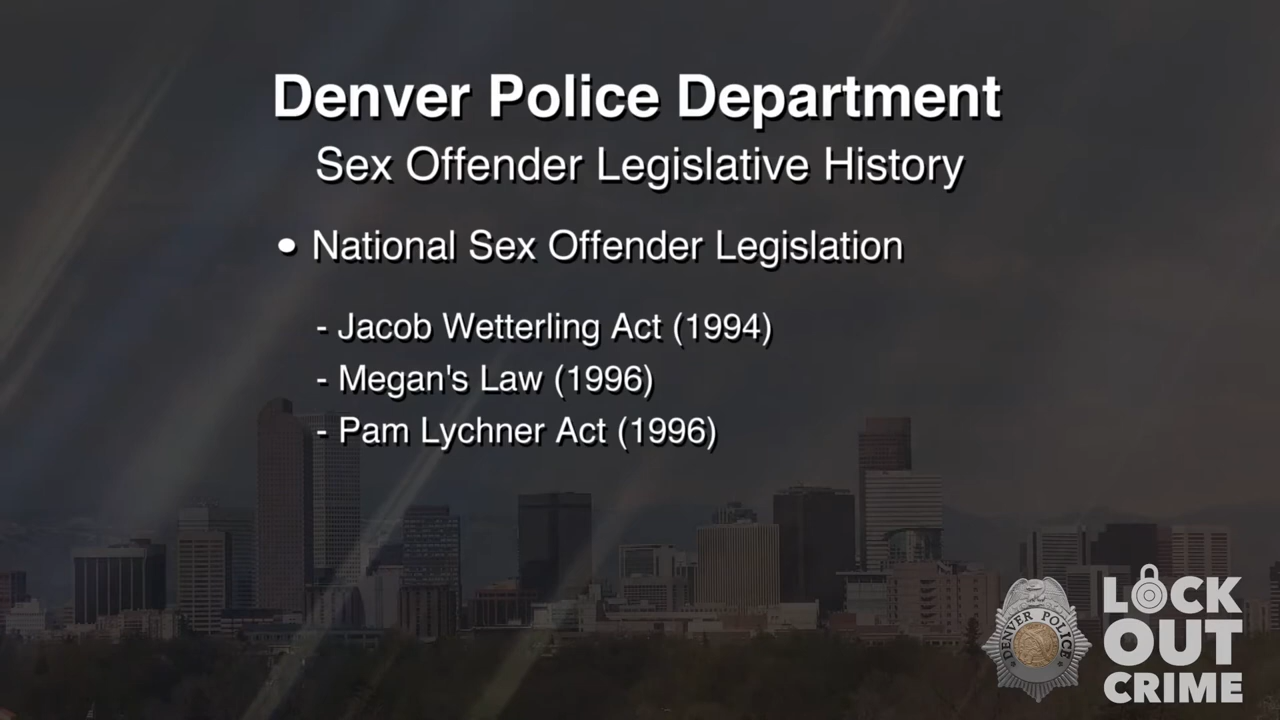 Denver Police Department
Sex Offender Legislative History
• National Sex Offender Legislation
- Jacob Wetterling Act (1994)
- Megan's Law (1996)
- Pam Lychner Act (1996)
DENVER POLICE
LOCK
OUT
CRIME